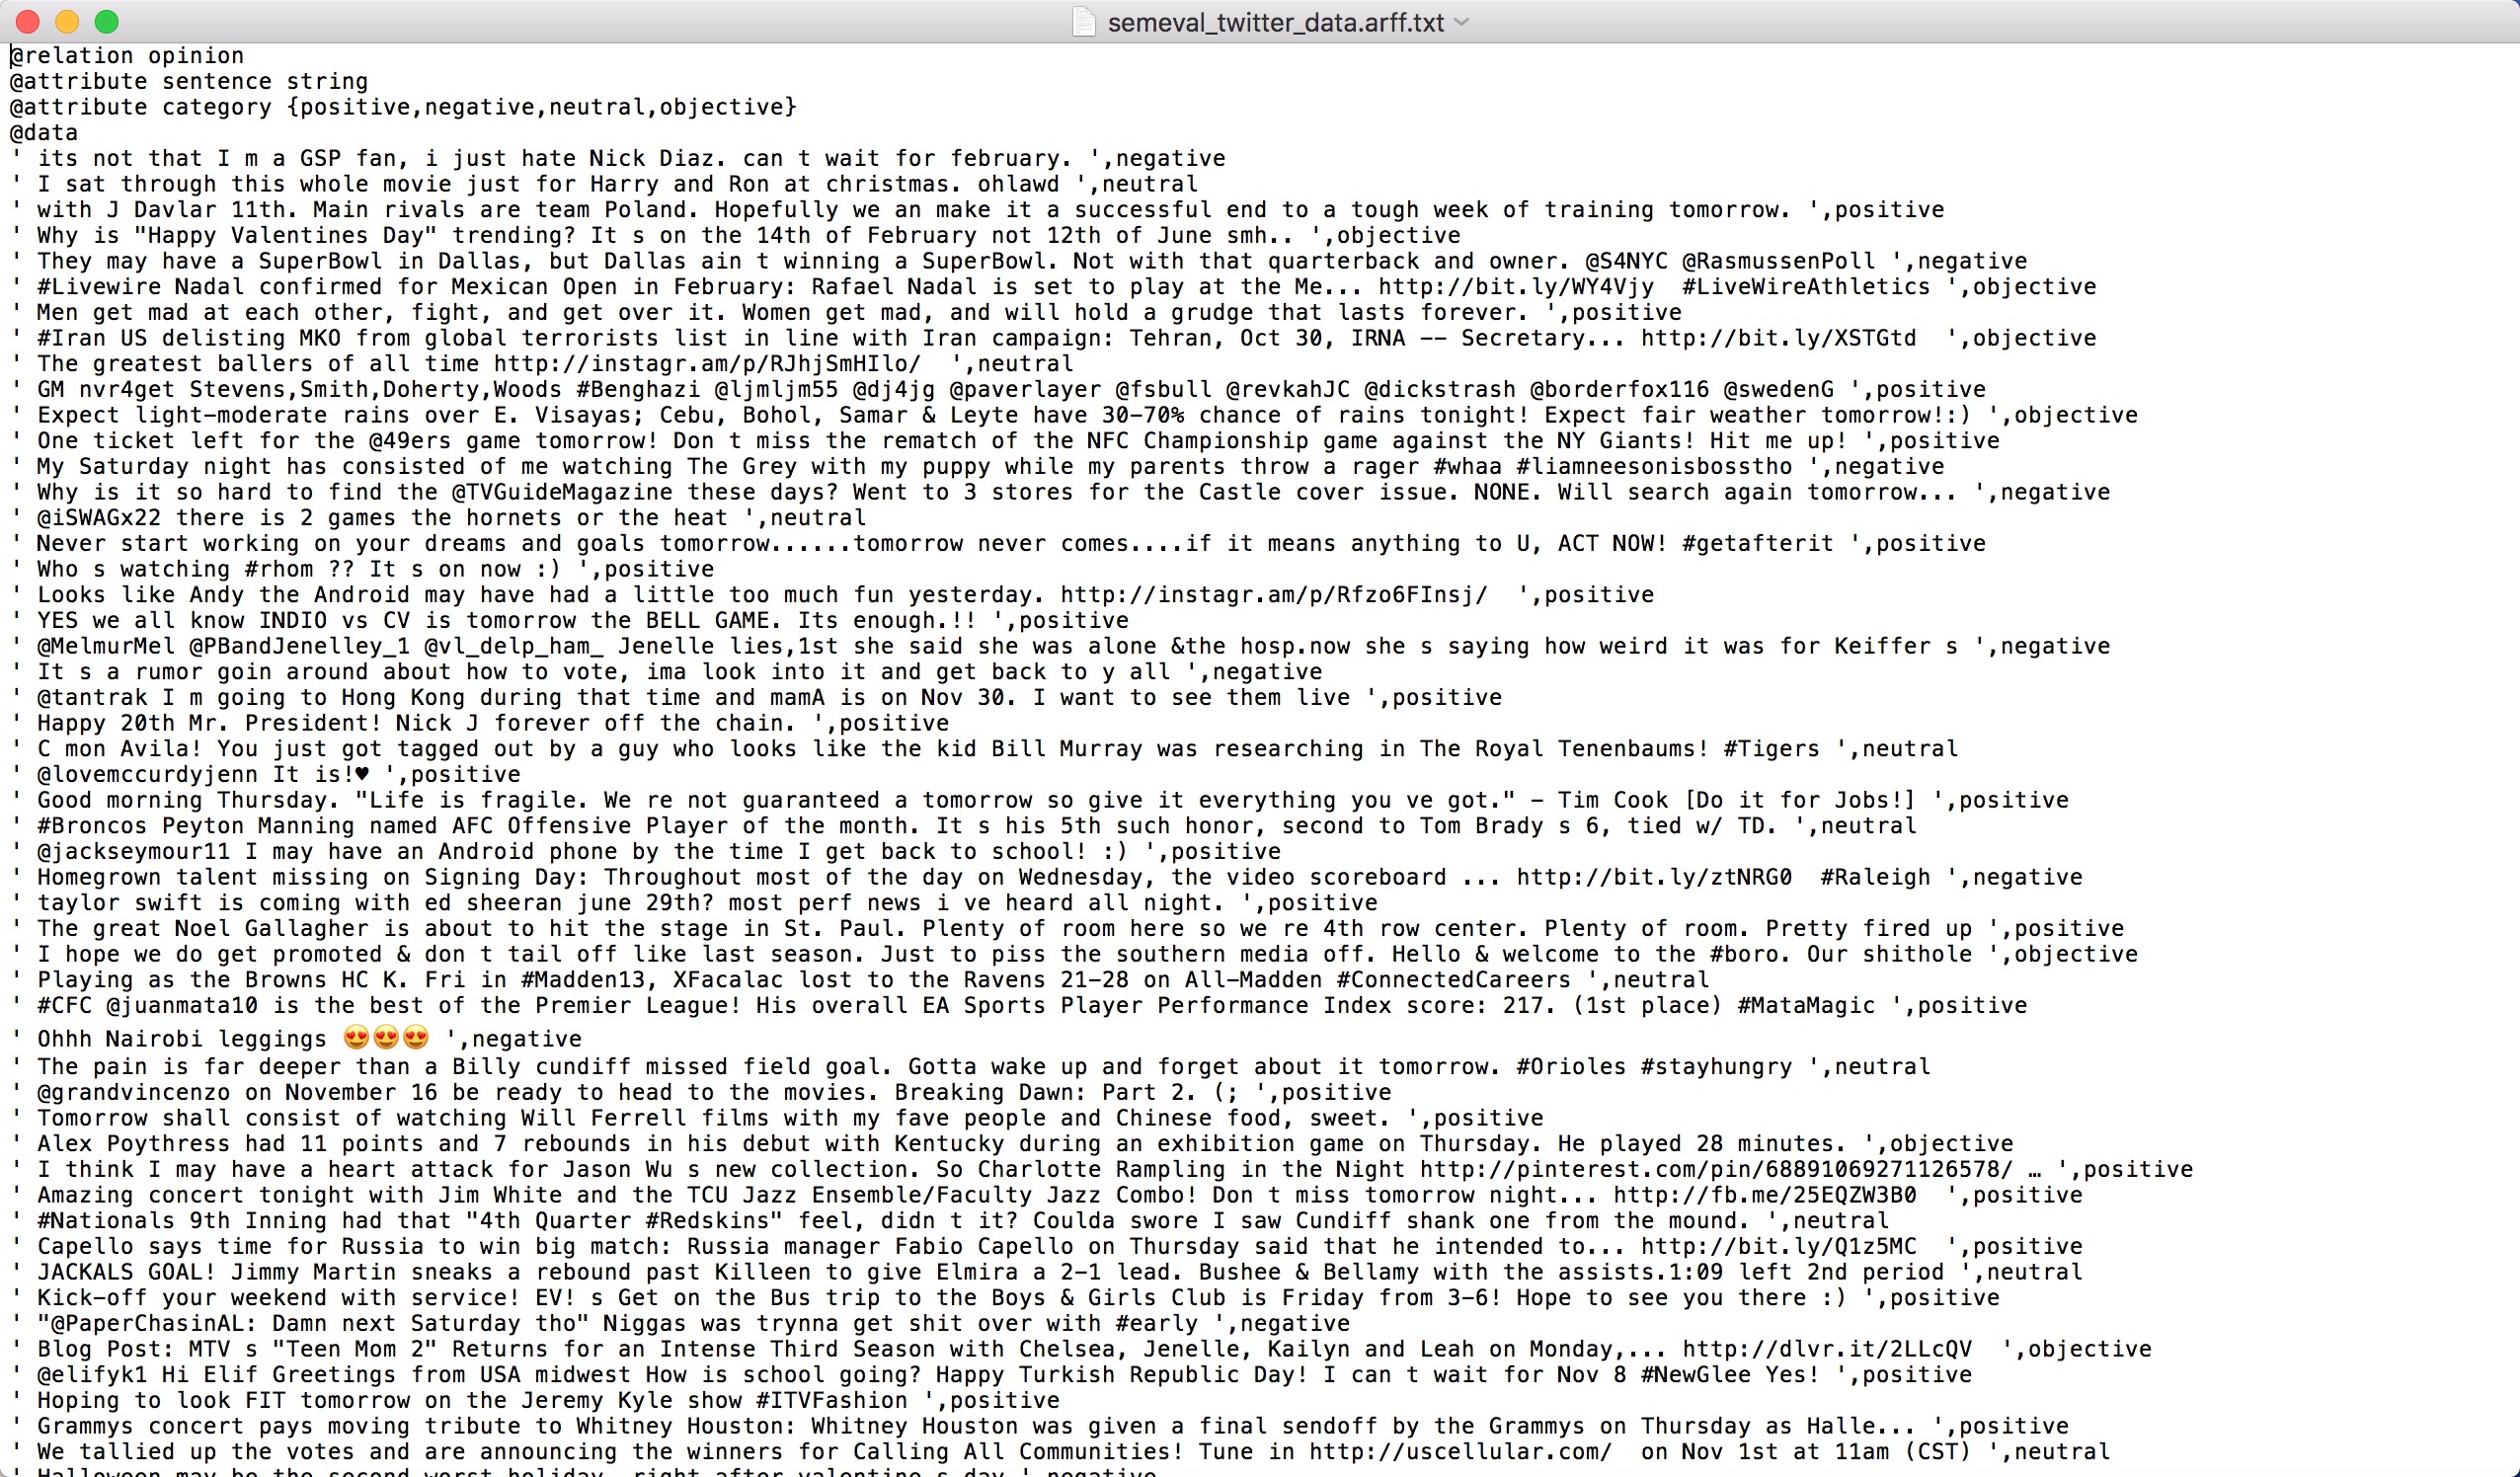 semeval_twitter_data.arff.txt
@relation opinion
@attribute sentence string
@attribute category {positive,negative,neutral,objective}
@data
' its not that I m a GSP fan, i just hate Nick Diaz. can t wait for february. ',negative
' I sat through this whole movie just for Harry and Ron at christmas. ohlawd ',neutral
' with J Davlar 11th. Main rivals are team Poland. Hopefully we an make it a successful end to a tough week of training tomorrow. ',positive
' Why is "Happy Valentines Day" trending? It s on the 14th of February not 12th of June smh.. ',objective
' They may have a SuperBowl in Dallas, but Dallas ain t winning a SuperBowl. Not with that quarterback and owner. @S4NYC @RasmussenPoll ',negative
' #Livewire Nadal confirmed for Mexican Open in February: Rafael Nadal is set to play at the Me... http://bit.ly/WY4Vjy  #LiveWireAthletics ',objective
' Men get mad at each other, fight, and get over it. Women get mad, and will hold a grudge that lasts forever. ',positive
' #Iran US delisting MKO from global terrorists list in line with Iran campaign: Tehran, Oct 30, IRNA -- Secretary... http://bit.ly/XSTGtd  ',objective
' The greatest ballers of all time http://instagr.am/p/RJhjSmHIlo/  ',neutral
' GM nvr4get Stevens,Smith,Doherty,Woods #Benghazi @ljmljm55 @dj4jg @paverlayer @fsbull @revkahJC @dickstrash @borderfox116 @swedenG ',positive
' Expect light-moderate rains over E. Visayas; Cebu, Bohol, Samar & Leyte have 30-70% chance of rains tonight! Expect fair weather tomorrow!:) ',objective
' One ticket left for the @49ers game tomorrow! Don t miss the rematch of the NFC Championship game against the NY Giants! Hit me up! ',positive
' My Saturday night has consisted of me watching The Grey with my puppy while my parents throw a rager #whaa #liamneesonisbosstho ',negative
' Why is it so hard to find the @TVGuideMagazine these days? Went to 3 stores for the Castle cover issue. NONE. Will search again tomorrow... ',negative
' @iSWAGx22 there is 2 games the hornets or the heat ',neutral
' Never start working on your dreams and goals tomorrow......tomorrow never comes....if it means anything to U, ACT NOW! #getafterit ',positive
' Who s watching #rhom ?? It s on now :) ',positive
' Looks like Andy the Android may have had a little too much fun yesterday. http://instagr.am/p/Rfzo6FInsj/  ',positive
' YES we all know INDIO vs CV is tomorrow the BELL GAME. Its enough.!! ',positive
' @MelmurMel @PBandJenelley_1 @vl_delp_ham_ Jenelle lies,1st she said she was alone &the hosp.now she s saying how weird it was for Keiffer s ',negative
' It s a rumor goin around about how to vote, ima look into it and get back to y all ',negative
' @tantrak I m going to Hong Kong during that time and mamA is on Nov 30. I want to see them live ',positive
' Happy 20th Mr. President! Nick J forever off the chain. ',positive
' C mon Avila! You just got tagged out by a guy who looks like the kid Bill Murray was researching in The Royal Tenenbaums! #Tigers ',neutral
' @lovemccurdyjenn It is!♥ ',positive
' Good morning Thursday. "Life is fragile. We re not guaranteed a tomorrow so give it everything you ve got." - Tim Cook [Do it for Jobs!] ',positive
' #Broncos Peyton Manning named AFC Offensive Player of the month. It s his 5th such honor, second to Tom Brady s 6, tied w/ TD. ',neutral
' @jackseymour11 I may have an Android phone by the time I get back to school! :) ',positive
' Homegrown talent missing on Signing Day: Throughout most of the day on Wednesday, the video scoreboard ... http://bit.ly/ztNRG0  #Raleigh ',negative
' taylor swift is coming with ed sheeran june 29th? most perf news i ve heard all night. ',positive
' The great Noel Gallagher is about to hit the stage in St. Paul. Plenty of room here so we re 4th row center. Plenty of room. Pretty fired up ',positive
' I hope we do get promoted & don t tail off like last season. Just to piss the southern media off. Hello & welcome to the #boro. Our shithole ',objective
' Playing as the Browns HC K. Fri in #Madden13, XFacalac lost to the Ravens 21-28 on All-Madden #ConnectedCareers ',neutral
' #CFC @juanmata10 is the best of the Premier League! His overall EA Sports Player Performance Index score: 217. (1st place) #MataMagic ',positive
' Ohhh Nairobi leggings 😍😍😍 ',negative
' The pain is far deeper than a Billy cundiff missed field goal. Gotta wake up and forget about it tomorrow. #Orioles #stayhungry ',neutral
' @grandvincenzo on November 16 be ready to head to the movies. Breaking Dawn: Part 2. (; ',positive
' Tomorrow shall consist of watching Will Ferrell films with my fave people and Chinese food, sweet. ',positive
' Alex Poythress had 11 points and 7 rebounds in his debut with Kentucky during an exhibition game on Thursday. He played 28 minutes. ',objective
' I think I may have a heart attack for Jason Wu s new collection. So Charlotte Rampling in the Night http://pinterest.com/pin/68891069271126578/ … ',positive
' Amazing concert tonight with Jim White and the TCU Jazz Ensemble/Faculty Jazz Combo! Don t miss tomorrow night... http://fb.me/25EQZW3B0  ',positive
' #Nationals 9th Inning had that "4th Quarter #Redskins" feel, didn t it? Coulda swore I saw Cundiff shank one from the mound. ',neutral
' Capello says time for Russia to win big match: Russia manager Fabio Capello on Thursday said that he intended to... http://bit.ly/Q1z5MC  ',positive
' JACKALS GOAL! Jimmy Martin sneaks a rebound past Killeen to give Elmira a 2-1 lead. Bushee & Bellamy with the assists.1:09 left 2nd period ',neutral
' Kick-off your weekend with service! EV! s Get on the Bus trip to the Boys & Girls Club is Friday from 3-6! Hope to see you there :) ',positive
' "@PaperChasinAL: Damn next Saturday tho" Niggas was trynna get shit over with #early ',negative
' Blog Post: MTV s "Teen Mom 2" Returns for an Intense Third Season with Chelsea, Jenelle, Kailyn and Leah on Monday,... http://dlvr.it/2LLcQV  ',objective
' @elifyk1 Hi Elif Greetings from USA midwest How is school going? Happy Turkish Republic Day! I can t wait for Nov 8 #NewGlee Yes! ',positive
' Hoping to look FIT tomorrow on the Jeremy Kyle show #ITVFashion ',positive
' Grammys concert pays moving tribute to Whitney Houston: Whitney Houston was given a final sendoff by the Grammys on Thursday as Halle... ',positive
' We tallied up the votes and are announcing the winners for Calling All Communities! Tune in http://uscellular.com/  on Nov 1st at 11am (CST) ',neutral
' Halloween may be the second worst holiday, right after valentine s day ',negative